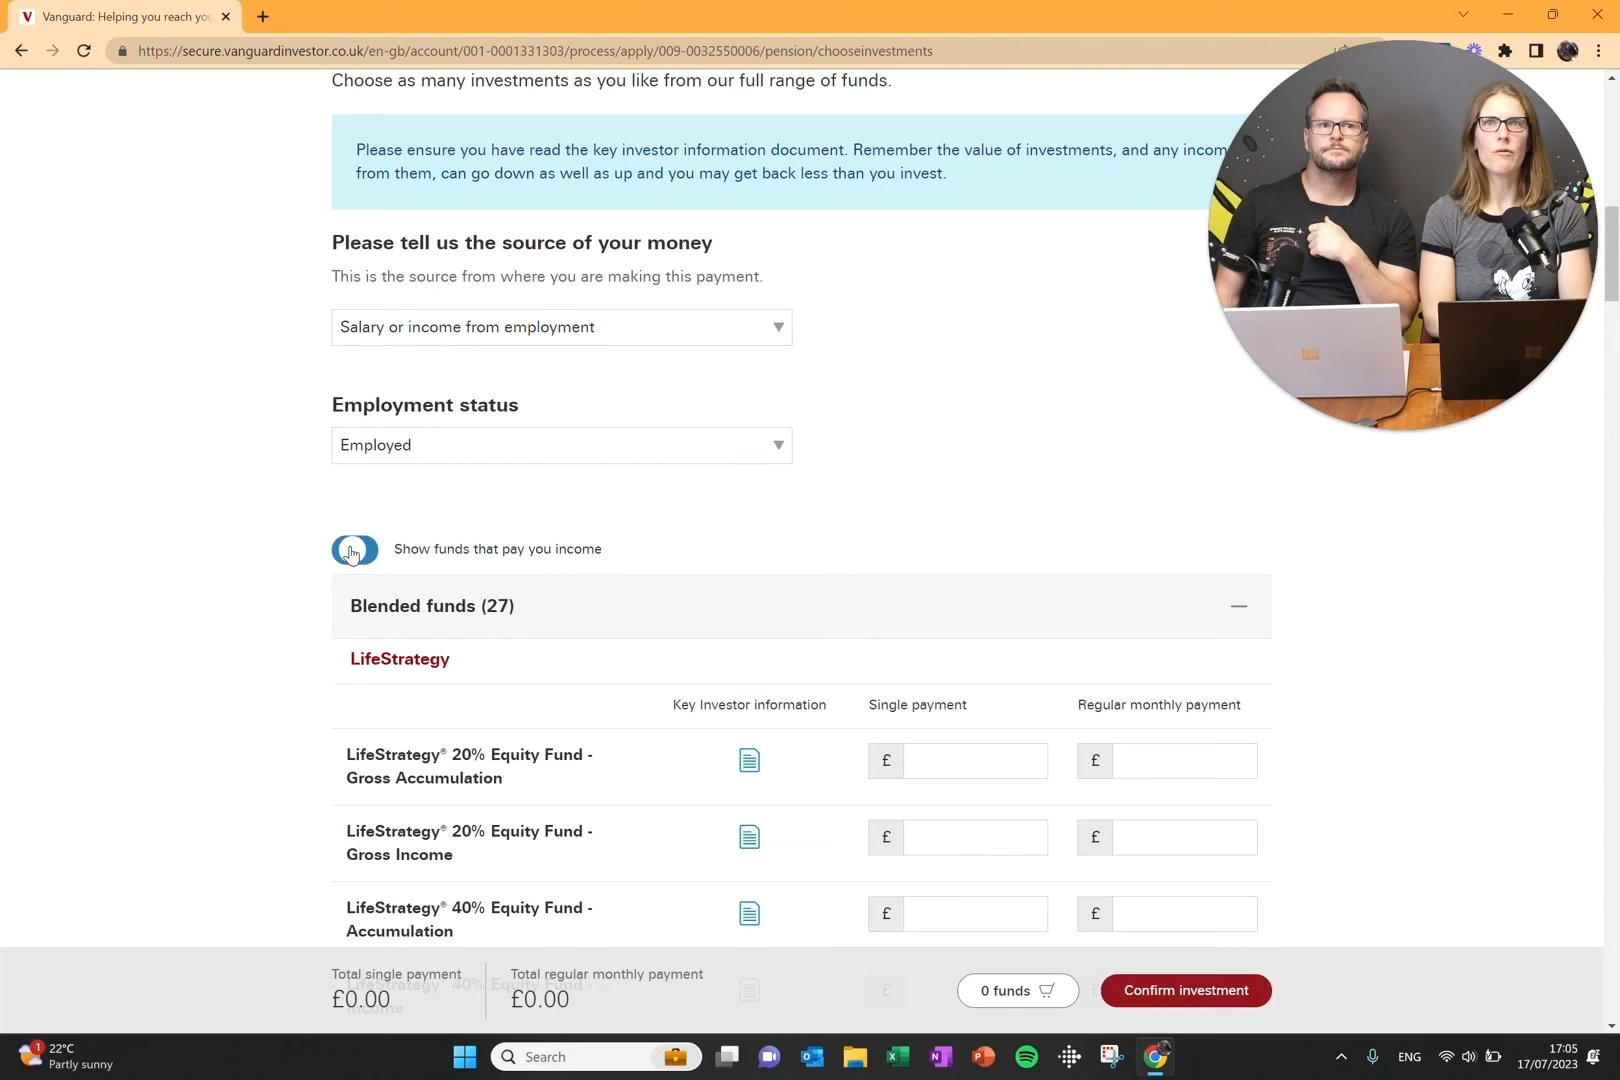 Vanguard: Helping you reach you
https://secure.vanguardinvestor.co.uk/en-gb/account/001-0001331303/process/apply/009-0032550006/pension/chooseinvestments
Choose as many investments as you like from our full range of funds.
Please ensure you have read the key investor information document. Remember the value of investments, and any incom
from them, can go down as well as up and you may get back less than you invest.
Please tell us the source of your money
This is the source from where you are making this payment.
Salary or income from employment
Employment status
Employed
Show funds that pay you income
Blended funds (27)
LifeStrategy
Key Investor information Single payment Regular monthly payment
LifeStrategy® 20% Equity Fund -
Gross Accumulation
£ £
LifeStrategy® 20% Equity Fund -
Gross Income
£ £
LifeStrategy® 40% Equity Fund -
Accumulation
£ £
LifeStrategy® 40% Equity Fund -
Income
£
Total single payment
£0.00
Total regular monthly payment
£0.00
0 funds
Confirm investment
1
22°C
Partly sunny
Search
ENG
17:05
17/07/2023